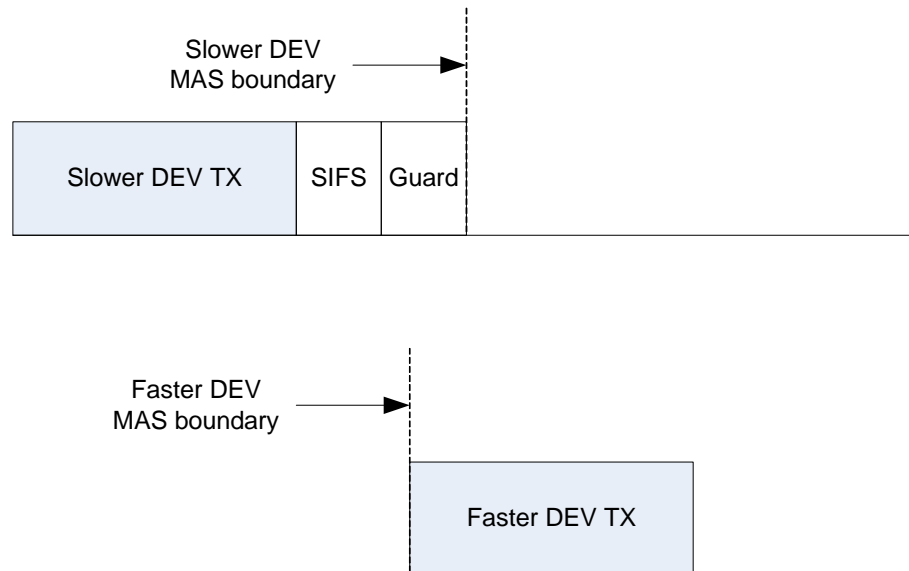 Slower DEV
MAS boundary
Slower DEV TX
SIFS
Guard
Faster DEV
MAS boundary
Faster DEV TX